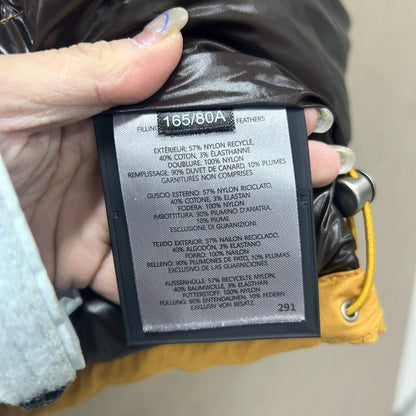 165/80A
FILLING FEATHERS
EXTÉRIEUR: 57% NYLON RECYCLÉ,
40% COTON, 3% ÉLASTHANNE
DOUBLURE: 100% NYLON
REMPLISSAGE: 90% DUVET DE CANARD, 10% PLUMES
GARNITURES NON COMPRISES
GUSCIO ESTERNO: 57% NYLON RICICLATO,
40% COTONE, 3% ELASTAN
FODERA: 100% NYLON
IMBOTTITURA: 90% PIUMINO D'ANATRA,
10% PIUME
ESCLUSIONE DI GUARNIZIONI
TEJIDO EXTERIOR: 57% NAILON RECICLADO,
40% ALGODÓN, 3% ELASTANO
FORRO: 100% NAILON
RELLENO: 90% PLUMONES DE PATO, 10% PLUMAS
EXCLUSIVO DE LAS GUARNICIONES
AUSSENHÜLLE: 57% RECYCELTE NYLON,
40% BAUMWOLLE, 3% ELASTHAN
FUTTERSTOFF: 100% NYLON
FÜLLUNG: 90% ENTENDAUNEN, 10% FEDERN
EXKLUSIV VON BESATZ
291